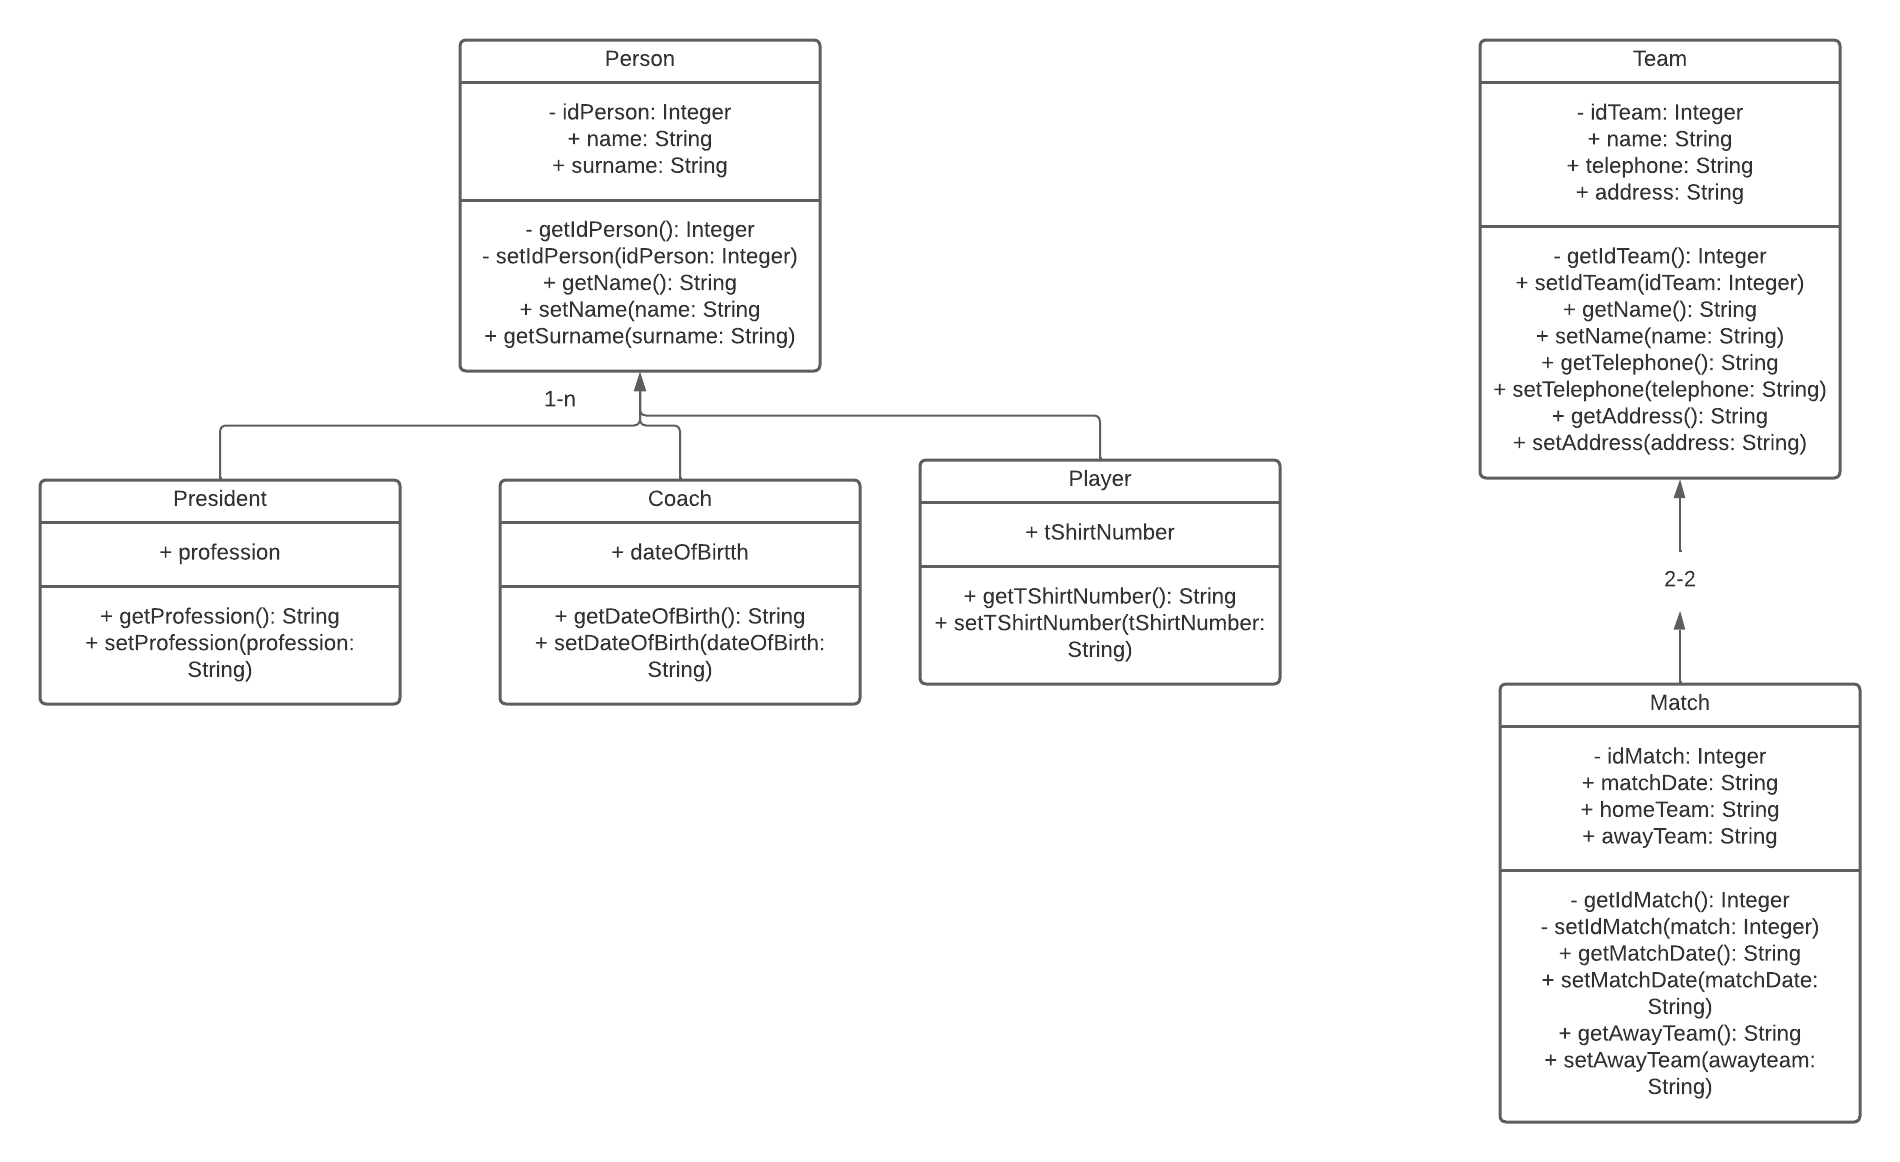 Person
- idPerson: Integer
+ name: String
+ surname: String
- getIdPerson(): Integer
- setIdPerson(idPerson: Integer)
+ getName(): String
+ setName(name: String
+ getSurname(surname: String)
1-n
President
+ profession
+ getProfession(): String
+ setProfession(profession:
String)
Coach
+ dateOfBirtth
+ getDateOfBirth(): String
+ setDateOfBirth(dateOfBirth:
String)
Player
+ tShirtNumber
+ getTShirtNumber(): String
+ setTShirtNumber(tShirtNumber:
String)
Team
- idTeam: Integer
+ name: String
+ telephone: String
+ address: String
- getIdTeam(): Integer
+ setIdTeam(idTeam: Integer)
+ getName(): String
+ setName(name: String)
+ getTelephone(): String
+ setTelephone(telephone: String)
+ getAddress(): String
+ setAddress(address: String)
2-2
Match
- idMatch: Integer
+ matchDate: String
+ homeTeam: String
+ awayTeam: String
- getIdMatch(): Integer
- setIdMatch(match: Integer)
+ getMatchDate(): String
+ setMatchDate(matchDate:
String)
+ getAwayTeam(): String
+ setAwayTeam(awayteam:
String)